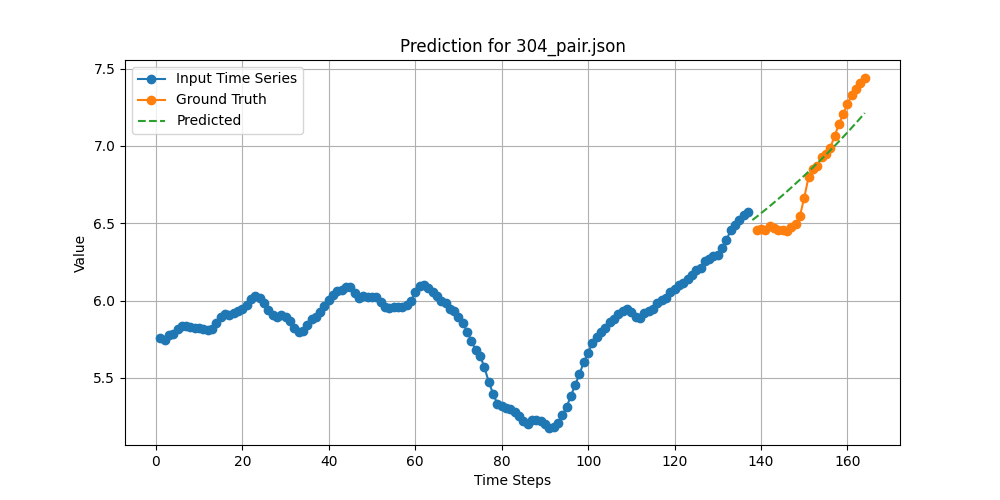 Prediction for 304_pair.json
Input Time Series
Ground Truth
Predicted
7.5
7.0
6.5
6.0
5.5
Value
0 20 40 60 80 100 120 140 160
Time Steps